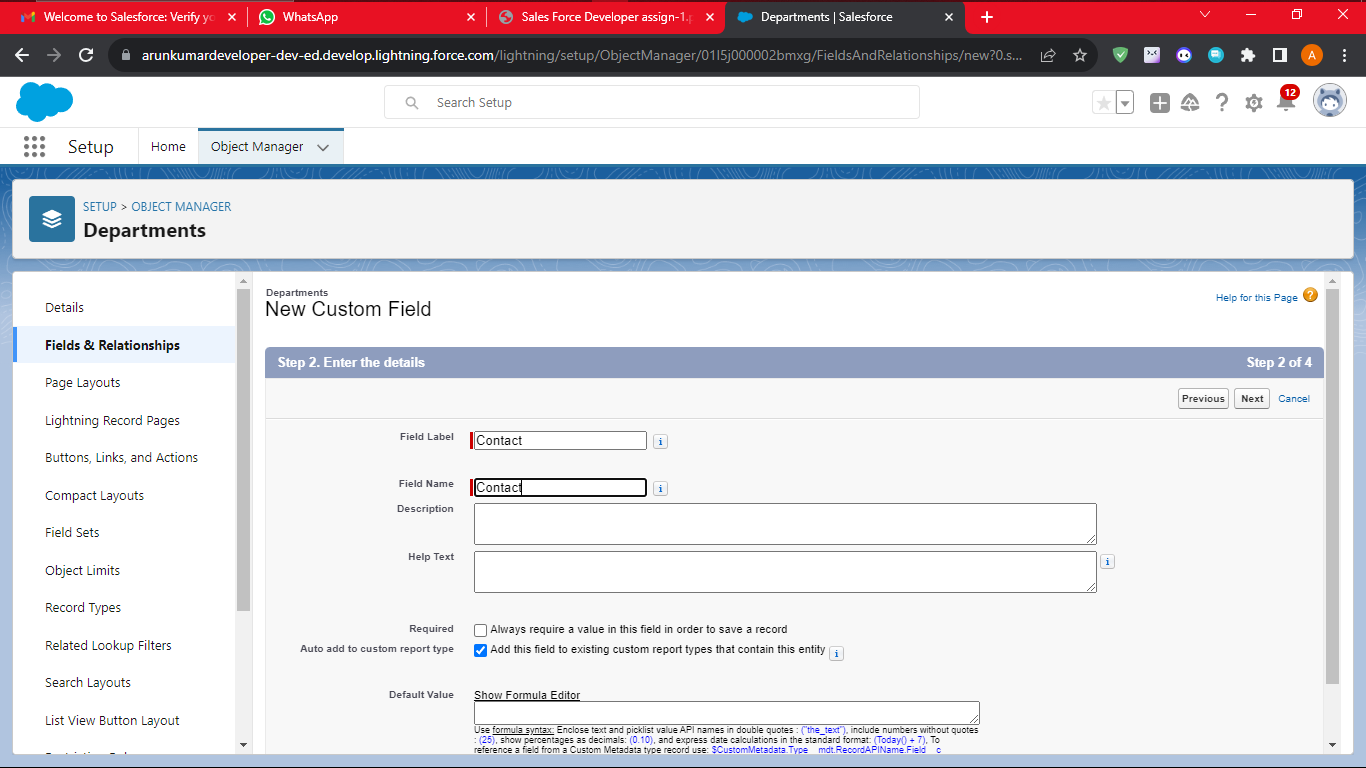 Welcome to Salesforce: Verify yo
WhatsApp
Sales Force Developer assign-1.p
Departments | Salesforce
arunkumardeveloper-dev-ed.develop.lightning.force.com/lightning/setup/ObjectManager/01I5j000002bmxg/FieldsAndRelationships/new?0.s...
A
Search Setup
12
Setup
Home
Object Manager
SETUP > OBJECT MANAGER
Departments
Details
Fields & Relationships
Page Layouts
Lightning Record Pages
Buttons, Links, and Actions
Compact Layouts
Field Sets
Object Limits
Record Types
Related Lookup Filters
Search Layouts
List View Button Layout
Departments
New Custom Field
Help for this Page ?
Step 2. Enter the details
Step 2 of 4
Previous Next Cancel
Field Label Contact i
Field Name Contact i
Description
Help Text i
Required Always require a value in this field in order to save a record
Auto add to custom report type Add this field to existing custom report types that contain this entity i
Default Value Show Formula Editor
Use formula syntax: Enclose text and picklist value API names in double quotes : ("the_text"), include numbers without quotes
: (25), show percentages as decimals: (0.10), and express date calculations in the standard format: (Today() + 7), To
reference a field from a Custom Metadata type record use: $CustomMetadata.Type__mdt.RecordAPIName.Field__c